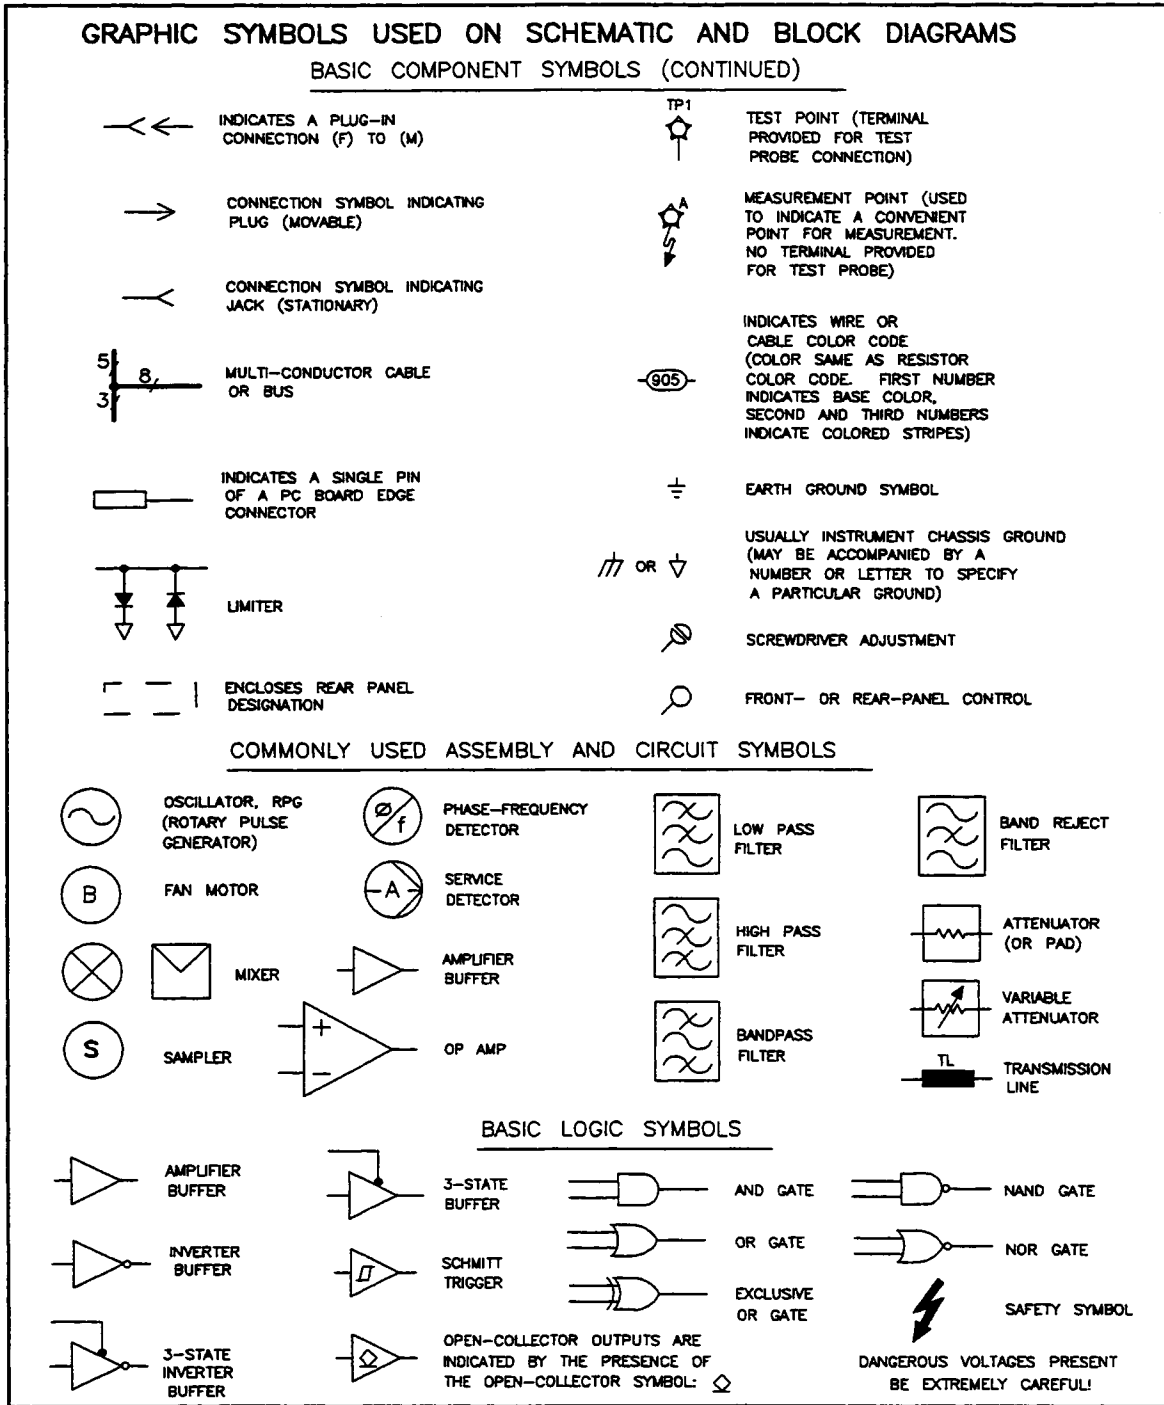 GRAPHIC SYMBOLS USED ON SCHEMATIC AND BLOCK DIAGRAMS
BASIC COMPONENT SYMBOLS (CONTINUED)
INDICATES A PLUG-IN
CONNECTION (F) TO (M)
CONNECTION SYMBOL INDICATING
PLUG (MOVABLE)
CONNECTION SYMBOL INDICATING
JACK (STATIONARY)
5
8
3
MULTI-CONDUCTOR CABLE
OR BUS
INDICATES A SINGLE PIN
OF A PC BOARD EDGE
CONNECTOR
LIMITER
ENCLOSES REAR PANEL
DESIGNATION
TP1
TEST POINT (TERMINAL
PROVIDED FOR TEST
PROBE CONNECTION)
A
MEASUREMENT POINT (USED
TO INDICATE A CONVENIENT
POINT FOR MEASUREMENT.
NO TERMINAL PROVIDED
FOR TEST PROBE)
905
INDICATES WIRE OR
CABLE COLOR CODE
(COLOR SAME AS RESISTOR
COLOR CODE. FIRST NUMBER
INDICATES BASE COLOR,
SECOND AND THIRD NUMBERS
INDICATE COLORED STRIPES)
EARTH GROUND SYMBOL
OR
USUALLY INSTRUMENT CHASSIS GROUND
(MAY BE ACCOMPANIED BY A
NUMBER OR LETTER TO SPECIFY
A PARTICULAR GROUND)
SCREWDRIVER ADJUSTMENT
FRONT- OR REAR-PANEL CONTROL
COMMONLY USED ASSEMBLY AND CIRCUIT SYMBOLS
OSCILLATOR, RPG
(ROTARY PULSE
GENERATOR)
B
FAN MOTOR
MIXER
S
SAMPLER
Ø/f
PHASE-FREQUENCY
DETECTOR
A
SERVICE
DETECTOR
AMPLIFIER
BUFFER
+
−
OP AMP
LOW PASS
FILTER
HIGH PASS
FILTER
BANDPASS
FILTER
BAND REJECT
FILTER
ATTENUATOR
(OR PAD)
VARIABLE
ATTENUATOR
TL
TRANSMISSION
LINE
BASIC LOGIC SYMBOLS
AMPLIFIER
BUFFER
INVERTER
BUFFER
3-STATE
INVERTER
BUFFER
3-STATE
BUFFER
SCHMITT
TRIGGER
OPEN-COLLECTOR OUTPUTS ARE
INDICATED BY THE PRESENCE OF
THE OPEN-COLLECTOR SYMBOL:
AND GATE
OR GATE
EXCLUSIVE
OR GATE
NAND GATE
NOR GATE
SAFETY SYMBOL
DANGEROUS VOLTAGES PRESENT
BE EXTREMELY CAREFUL!